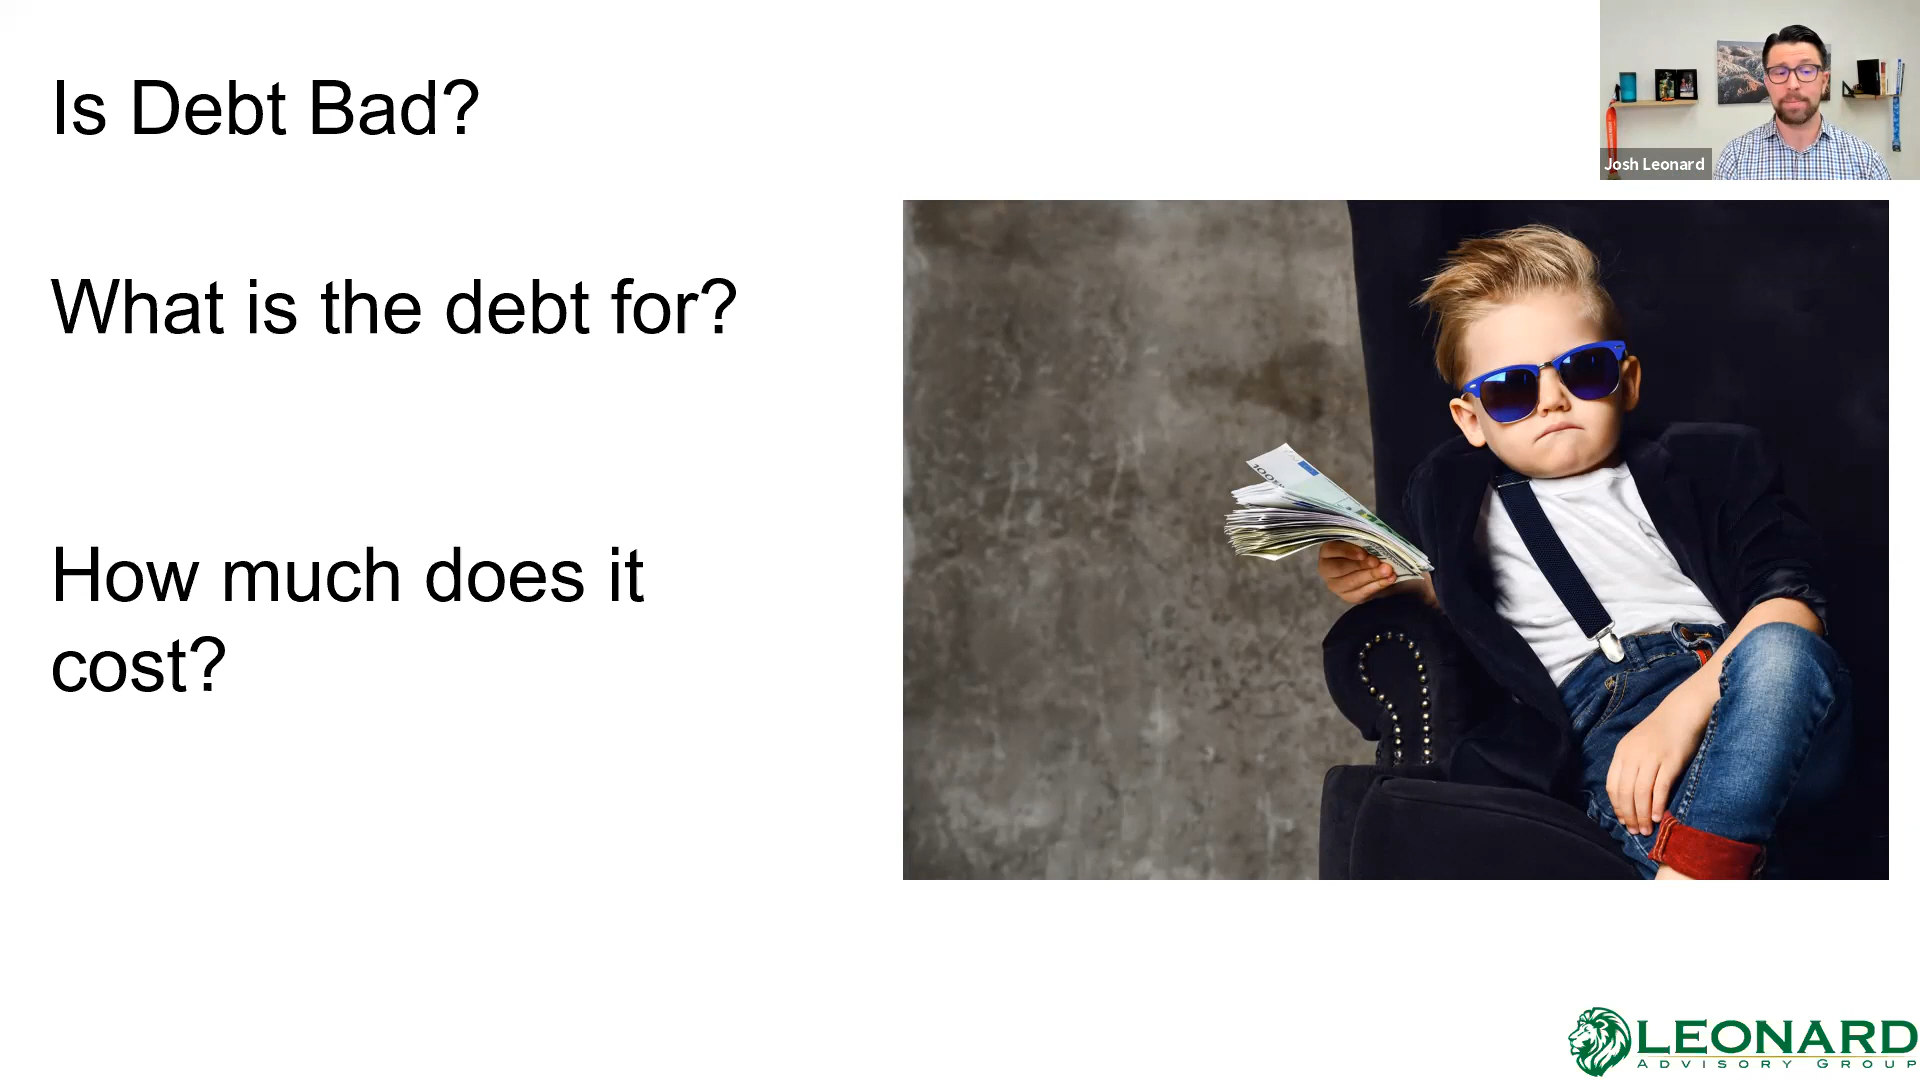 Is Debt Bad?
Josh Leonard
What is the debt for?
How much does it
cost?
LEONARD
ADVISORY GROUP